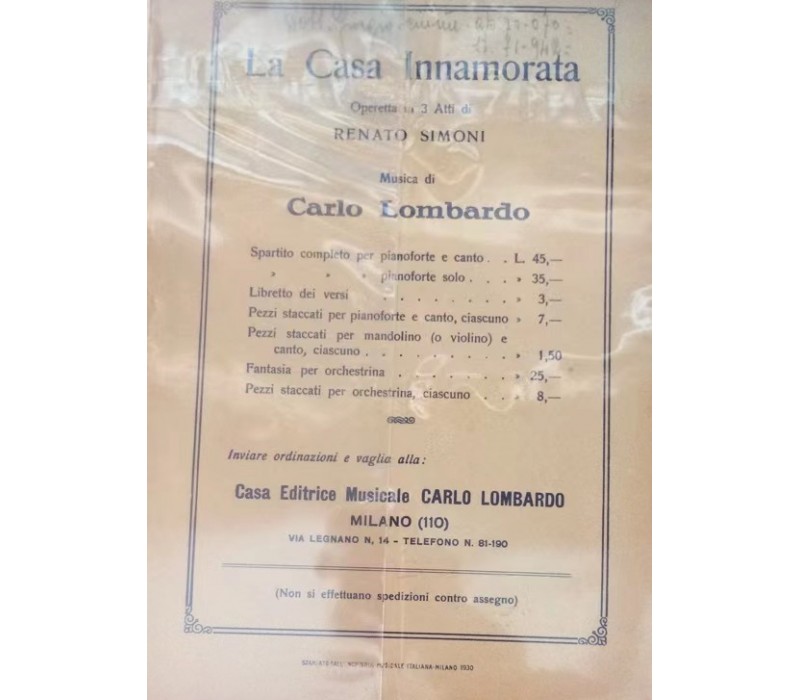 La Casa Innamorata
Operetta in 3 Atti di
RENATO SIMONI
Musica di
Carlo Lombardo
Spartito completo per pianoforte e canto . . L. 45,—
» » » pianoforte solo . . . » 35,—
Libretto dei versi . . . . . . . » 3,—
Pezzi staccati per pianoforte e canto, ciascuno » 7,—
Pezzi staccati per mandolino (o violino) e
canto, ciascuno . . . . . . . . » 1,50
Fantasia per orchestrina . . . . . . » 25,—
Pezzi staccati per orchestrina, ciascuno . . » 8,—
Inviare ordinazioni e vaglia alla:
Casa Editrice Musicale CARLO LOMBARDO
MILANO (110)
VIA LEGNANO N, 14 - TELEFONO N. 81-190
(Non si effettuano spedizioni contro assegno)
MUSICALE ITALIANA-MILANO 1930